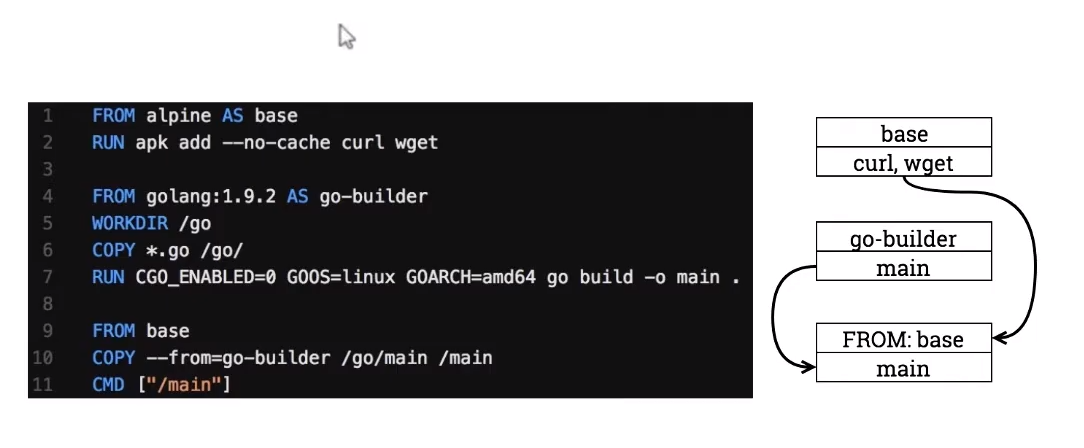 1 FROM alpine AS base
2 RUN apk add --no-cache curl wget
3
4 FROM golang:1.9.2 AS go-builder
5 WORKDIR /go
6 COPY *.go /go/
7 RUN CGO_ENABLED=0 GOOS=linux GOARCH=amd64 go build -o main .
8
9 FROM base
10 COPY --from=go-builder /go/main /main
11 CMD ["/main"]
base
curl, wget
go-builder
main
FROM: base
main